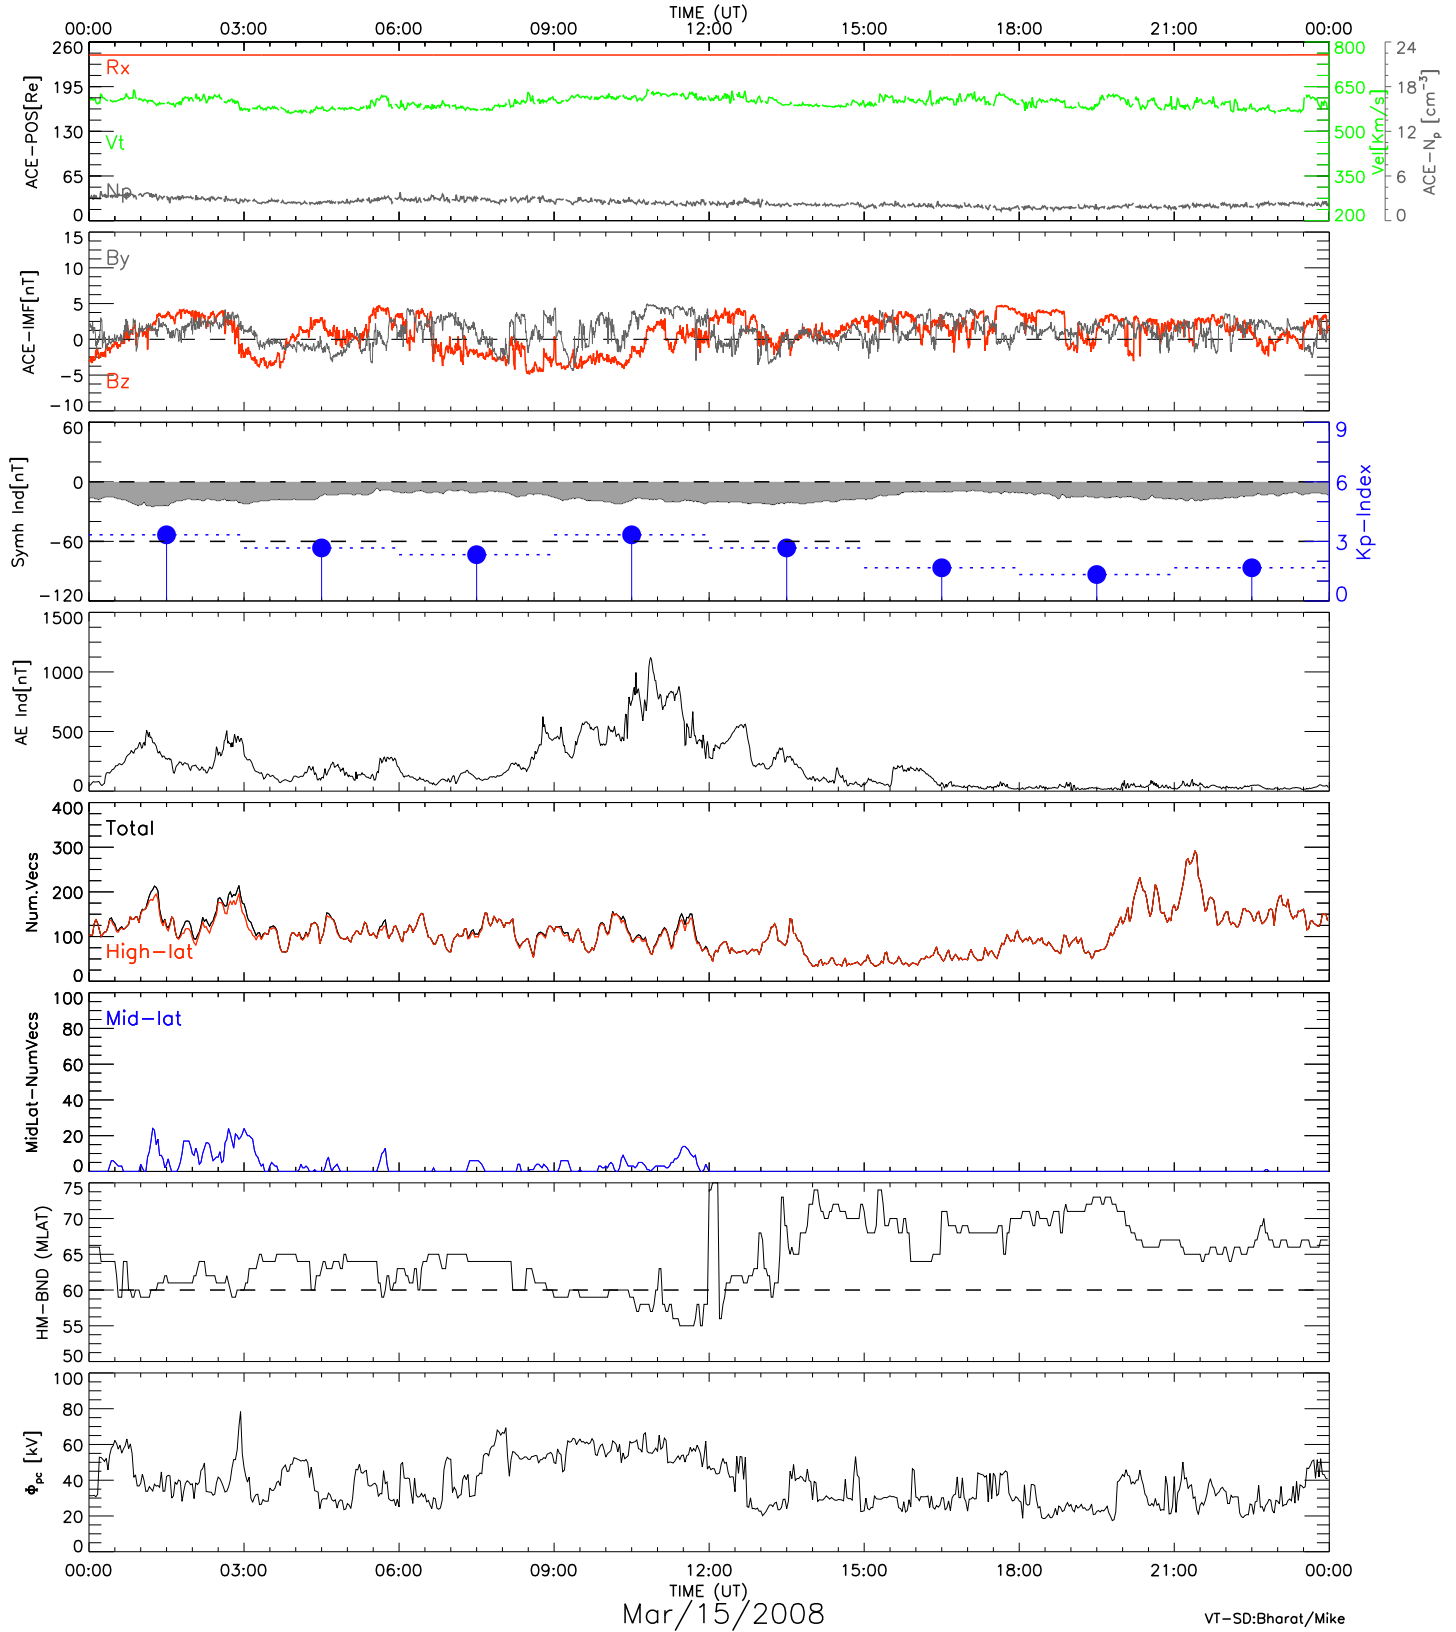 TIME (UT)
00:00 03:00 06:00 09:00 12:00 15:00 18:00 21:00 00:00
ACE-POS[Re]
260
195
130
65
0
Rx
Vt
Np
800
650
500
350
200
Vel[Km/s]
24
18
12
6
0
ACE-Np [cm⁻³]
ACE-IMF[nT]
15
10
5
0
-5
-10
By
Bz
Symh Ind[nT]
60
0
-60
-120
9
6
3
0
Kp-Index
AE Ind[nT]
1500
1000
500
0
Num.Vecs
400
300
200
100
0
Total
High-lat
MidLat-NumVecs
100
80
60
40
20
0
Mid-lat
HM-BND (MLAT)
75
70
65
60
55
50
Φpc [kV]
100
80
60
40
20
0
00:00 03:00 06:00 09:00 12:00 15:00 18:00 21:00 00:00
TIME (UT)
Mar/15/2008
VT-SD:Bharat/Mike